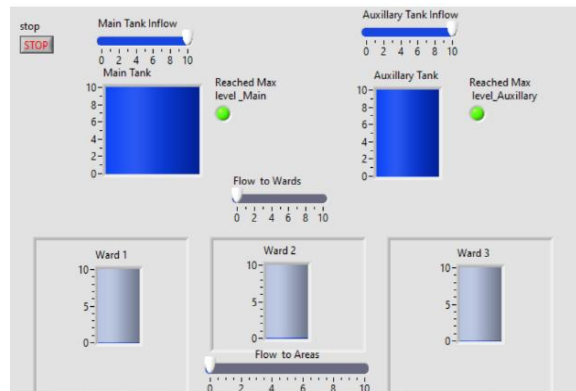 stop
STOP
Main Tank Inflow
0 2 4 6 8 10
Auxillary Tank Inflow
0 2 4 6 8 10
Main Tank
10
8
6
4
2
0
Reached Max
level _Main
Auxillary Tank
10
8
6
4
2
0
Reached Max
level_Auxillary
Flow to Wards
0 2 4 6 8 10
Ward 1
10
5
0
Ward 2
10
5
0
Ward 3
10
5
0
Flow to Areas
0 2 4 6 8 10